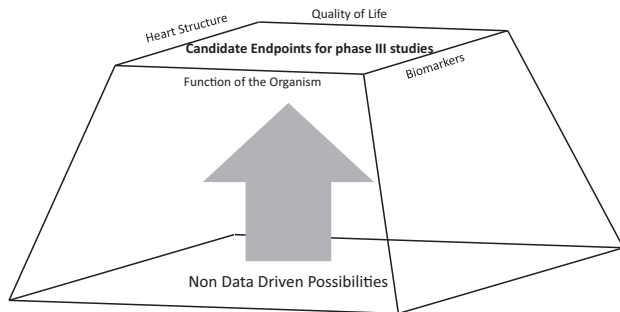 Quality of Life
Heart Structure
Candidate Endpoints for phase III studies
Biomarkers
Function of the Organism
Non Data Driven Possibilities